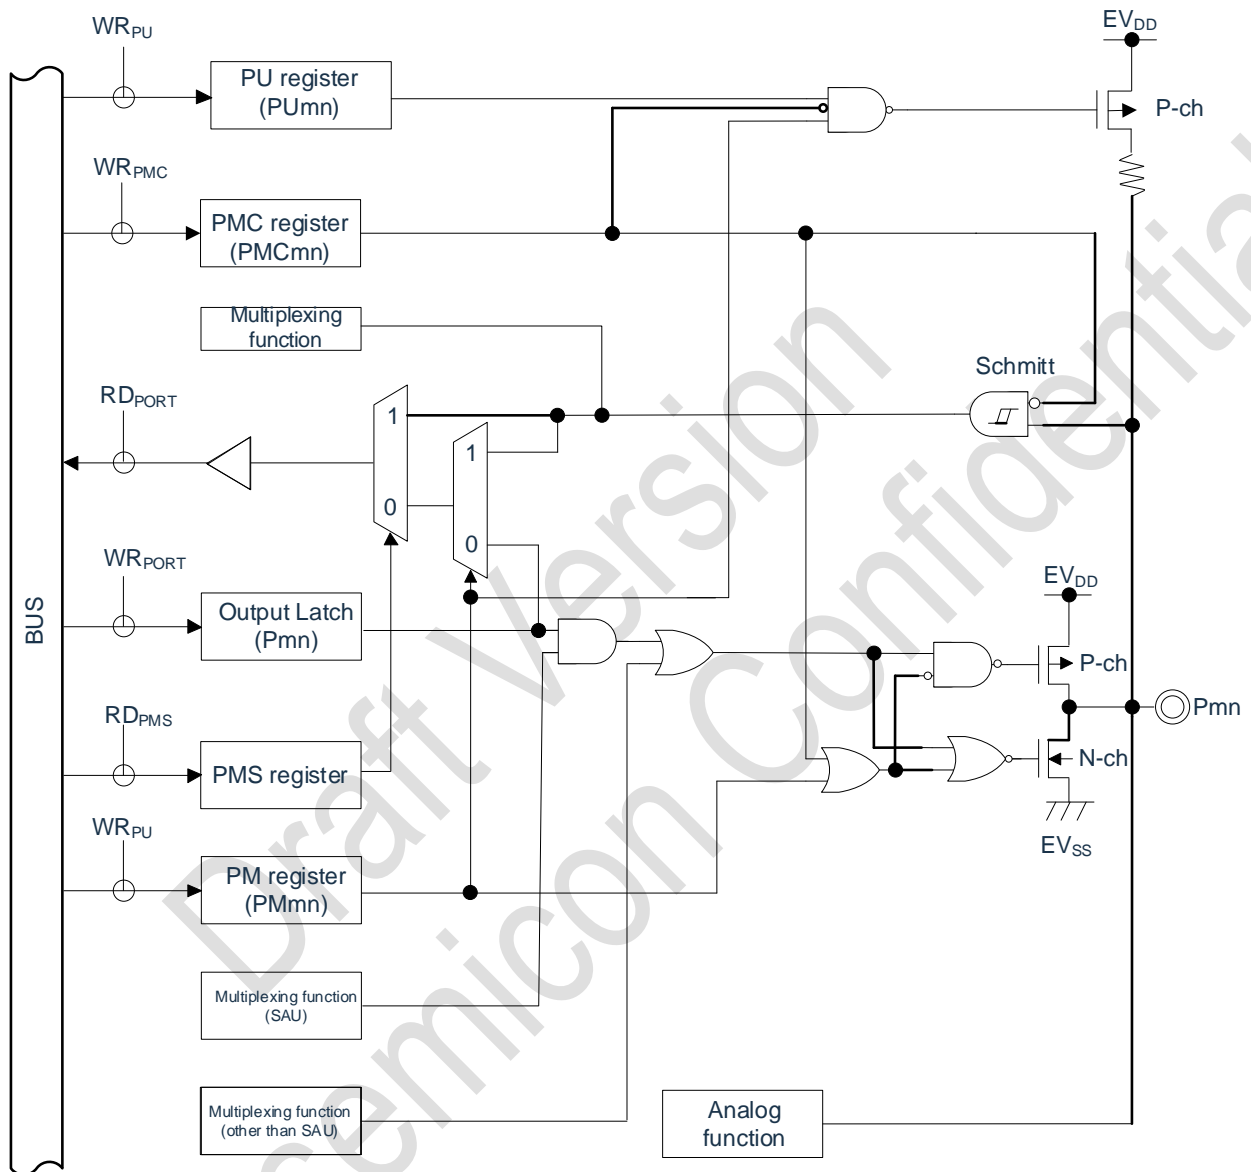 WRPU
EVDD
PU register
(PUmn)
P-ch
WRPMC
PMC register
(PMCmn)
Multiplexing
function
Schmitt
RDPORT
1
1
0
0
WRPORT
EVDD
BUS
Output Latch
(Pmn)
P-ch
Pmn
RDPMS
PMS register
N-ch
WRPU
EVSS
PM register
(PMmn)
Multiplexing function
(SAU)
Multiplexing function
(other than SAU)
Analog
function
Draft Version
semicon Confidential